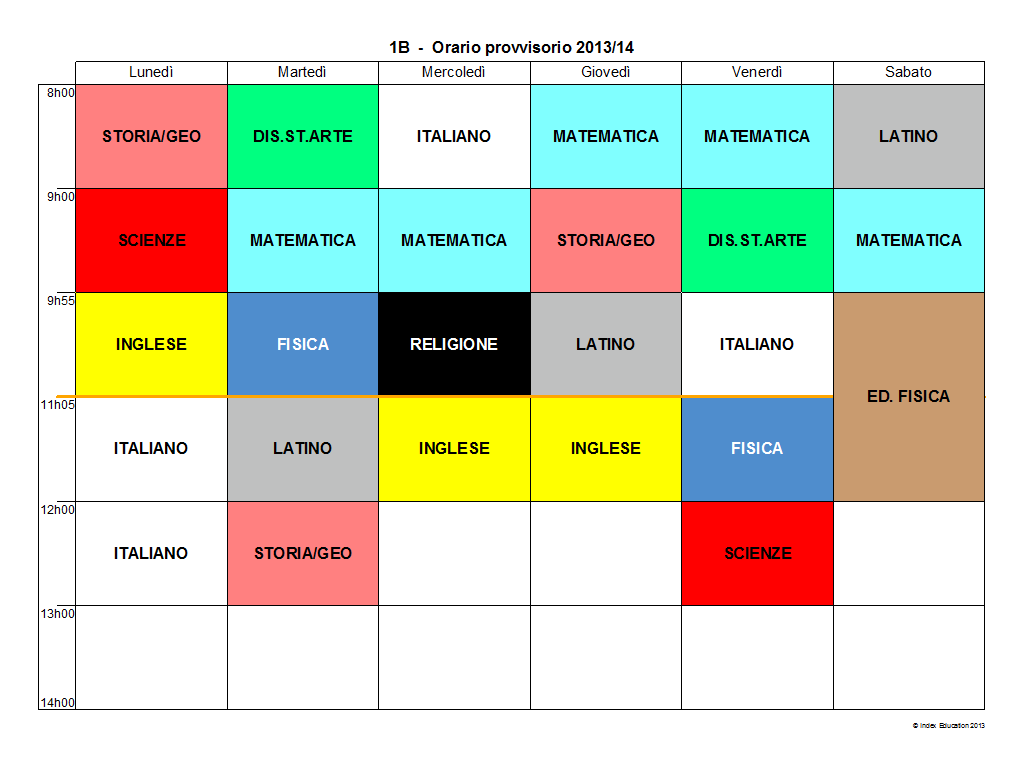 1B - Orario provvisorio 2013/14
Lunedì Martedì Mercoledì Giovedì Venerdì Sabato
8h00
STORIA/GEO DIS.ST.ARTE ITALIANO MATEMATICA MATEMATICA LATINO
9h00
SCIENZE MATEMATICA MATEMATICA STORIA/GEO DIS.ST.ARTE MATEMATICA
9h55
INGLESE FISICA RELIGIONE LATINO ITALIANO
ED. FISICA
11h05
ITALIANO LATINO INGLESE INGLESE FISICA
12h00
ITALIANO STORIA/GEO SCIENZE
13h00
14h00
© Index Education 2013